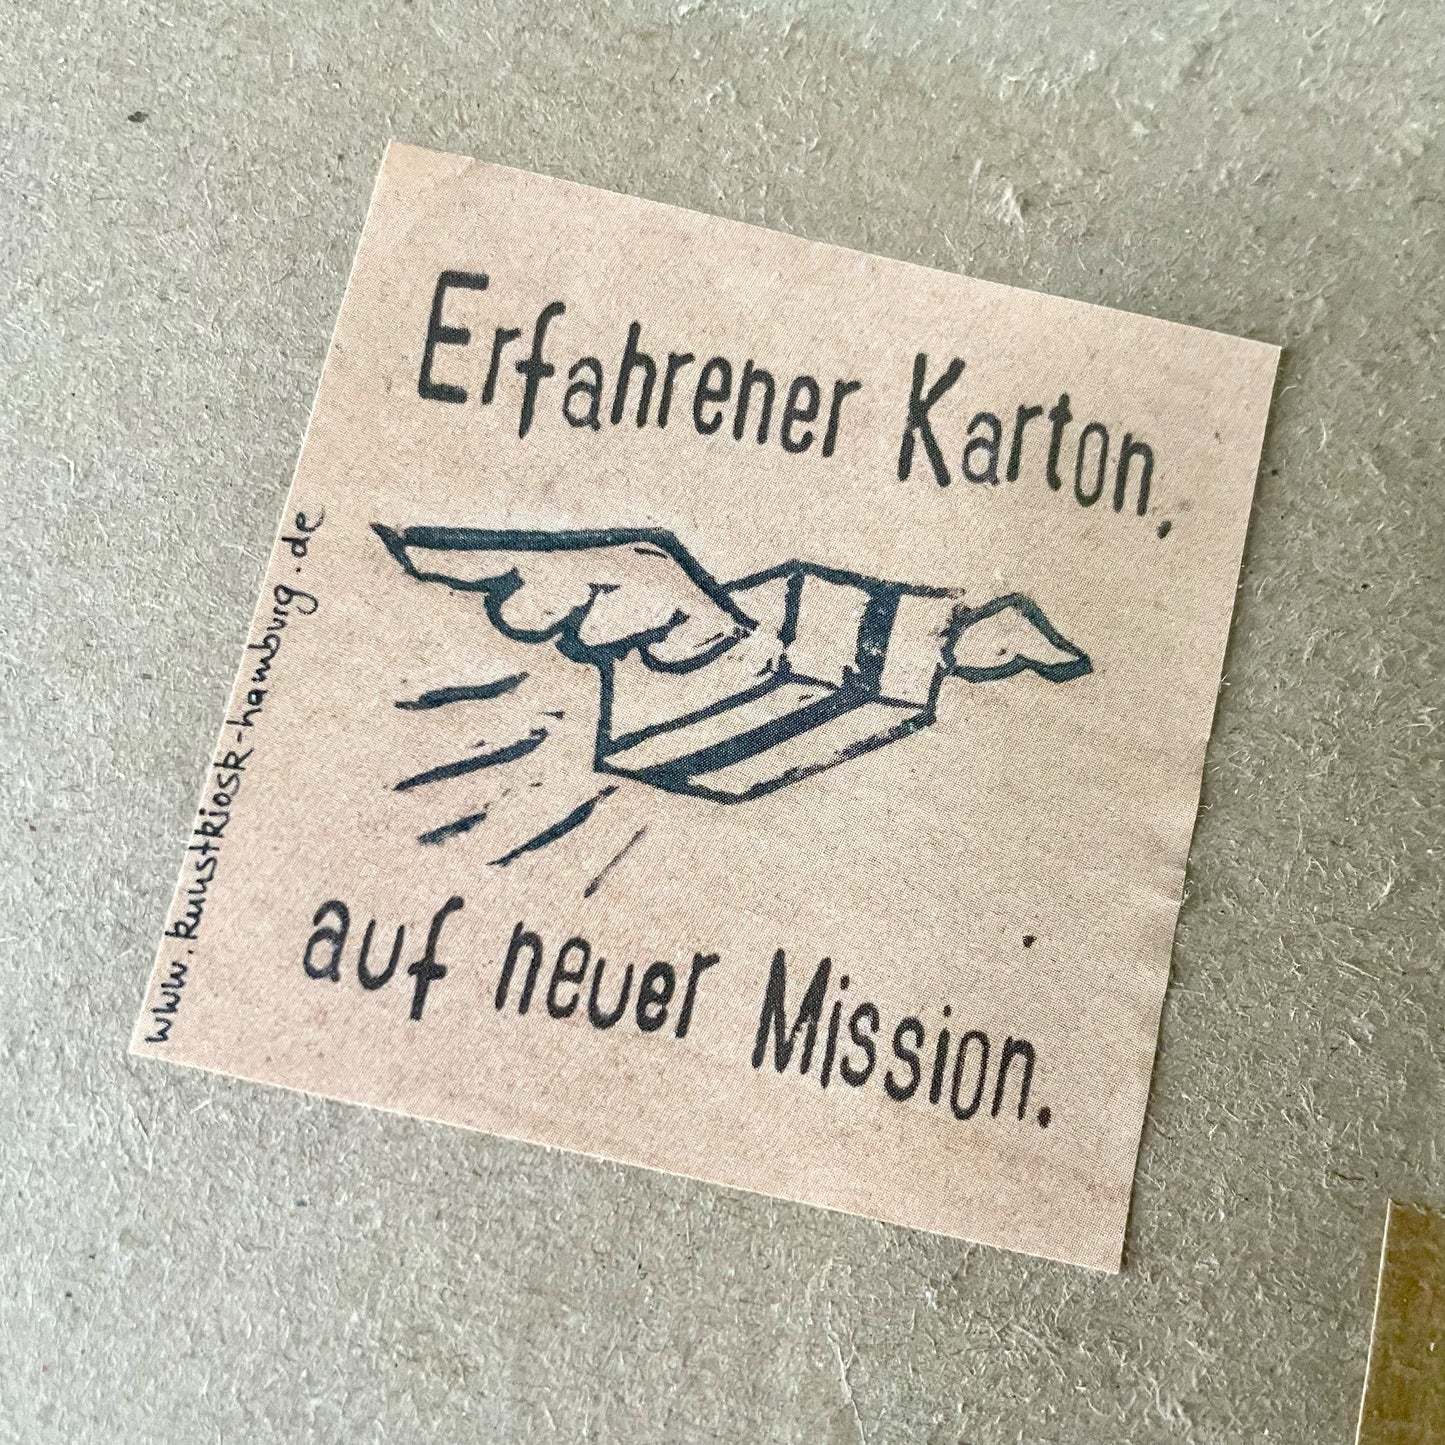 Erfahrener Karton,
auf neuer Mission.
www.kunstkiosk-hamburg.de